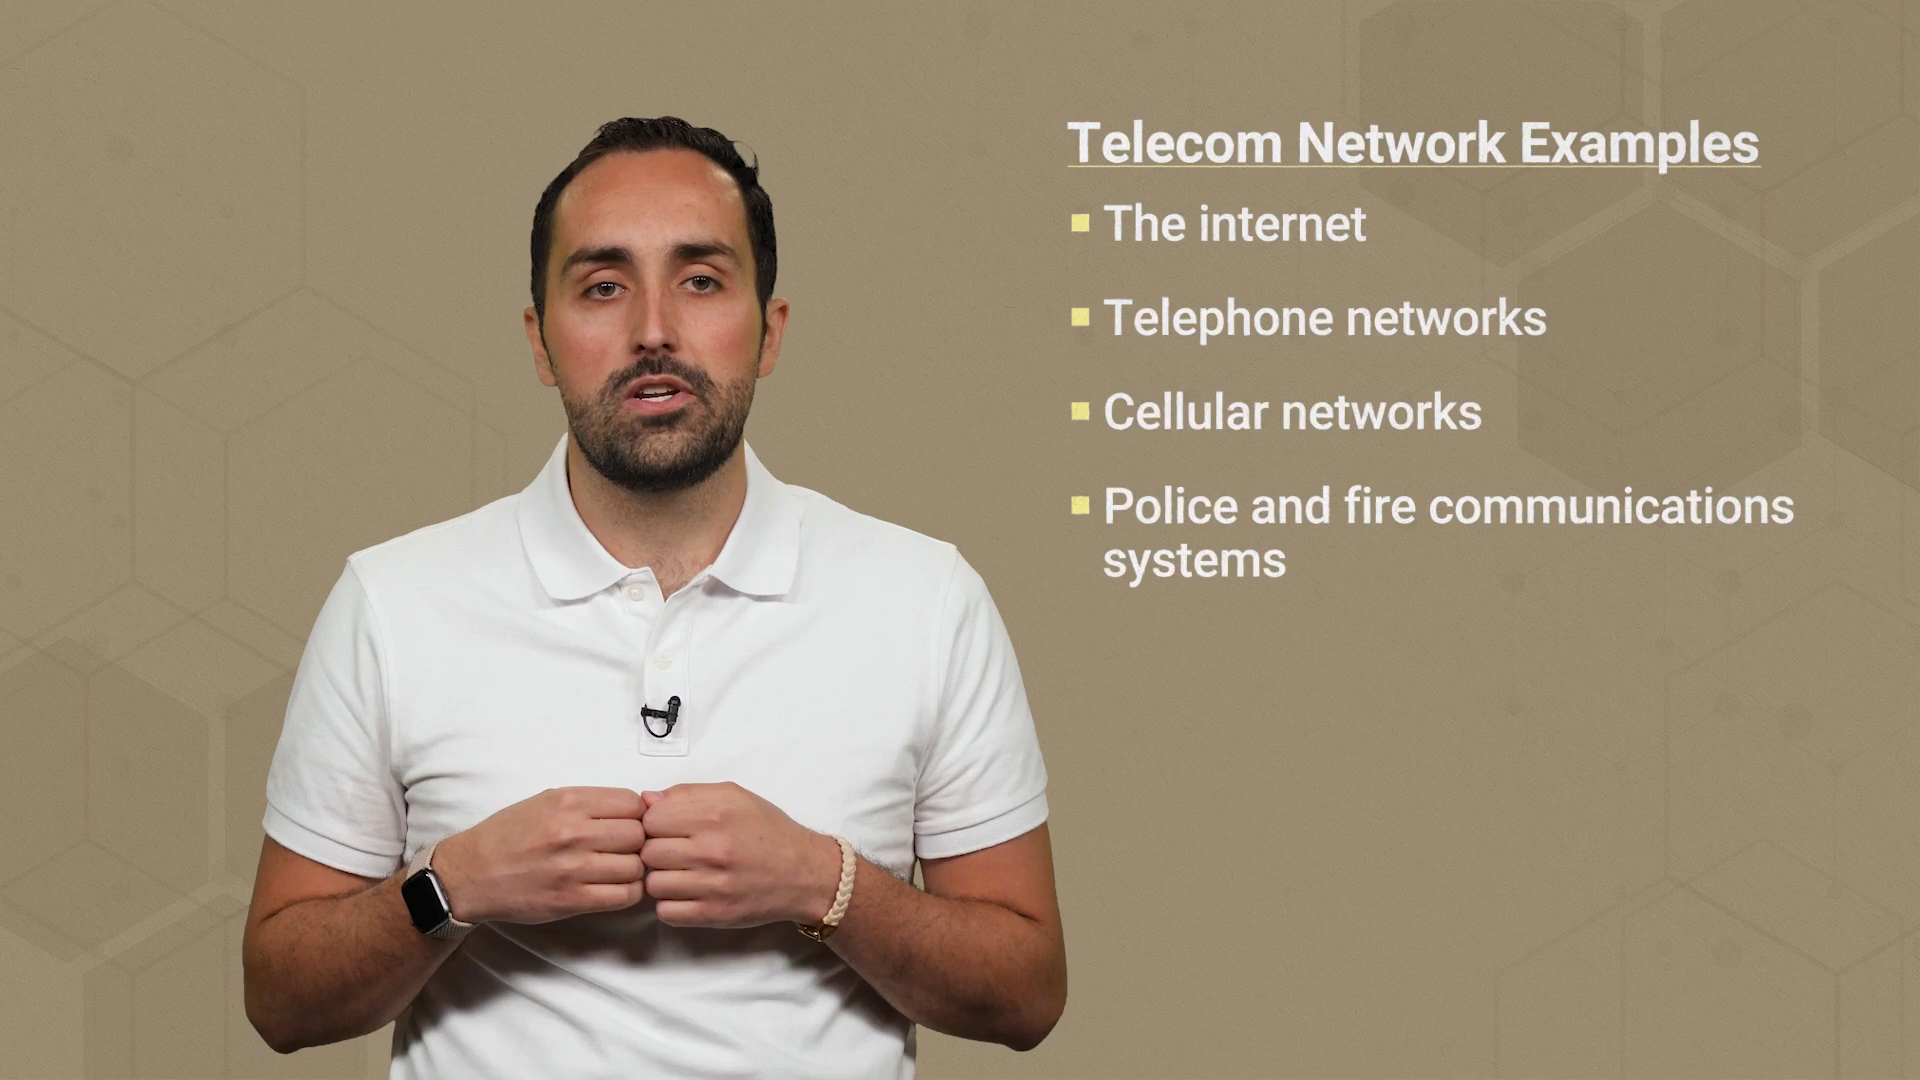 Telecom Network Examples
The internet
Telephone networks
Cellular networks
Police and fire communications
systems